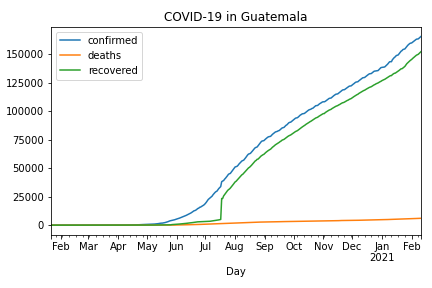 COVID-19 in Guatemala
confirmed
deaths
recovered
150000
125000
100000
75000
50000
25000
0
Feb Mar Apr May Jun Jul Aug Sep Oct Nov Dec Jan Feb
2021
Day